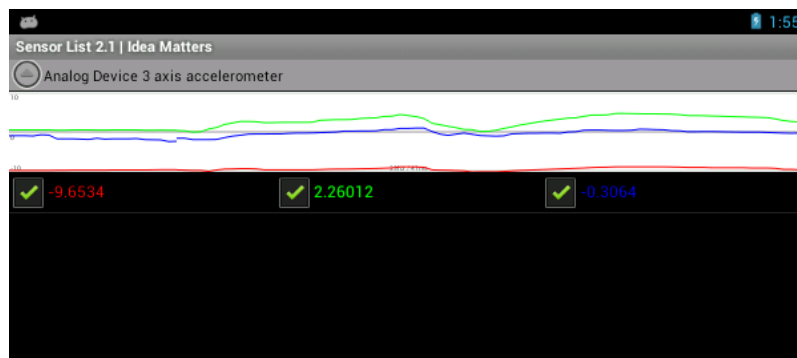 1:55
Sensor List 2.1 | Idea Matters
Analog Device 3 axis accelerometer
10
0
-10
-9.6534 2.26012 -0.3064